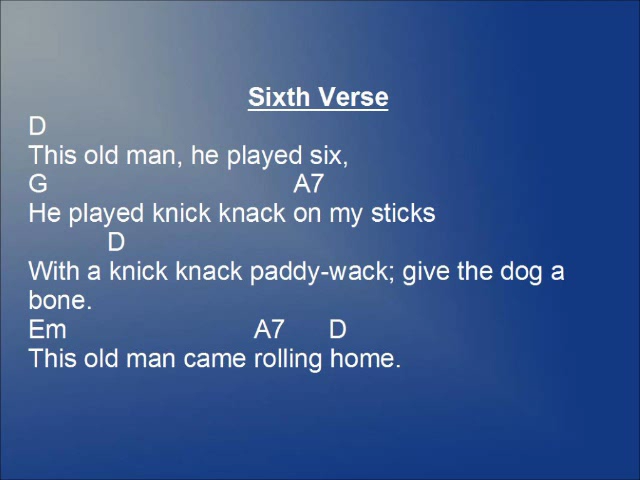 Sixth Verse
D
This old man, he played six,
G A7
He played knick knack on my sticks
D
With a knick knack paddy-wack; give the dog a
bone.
Em A7 D
This old man came rolling home.